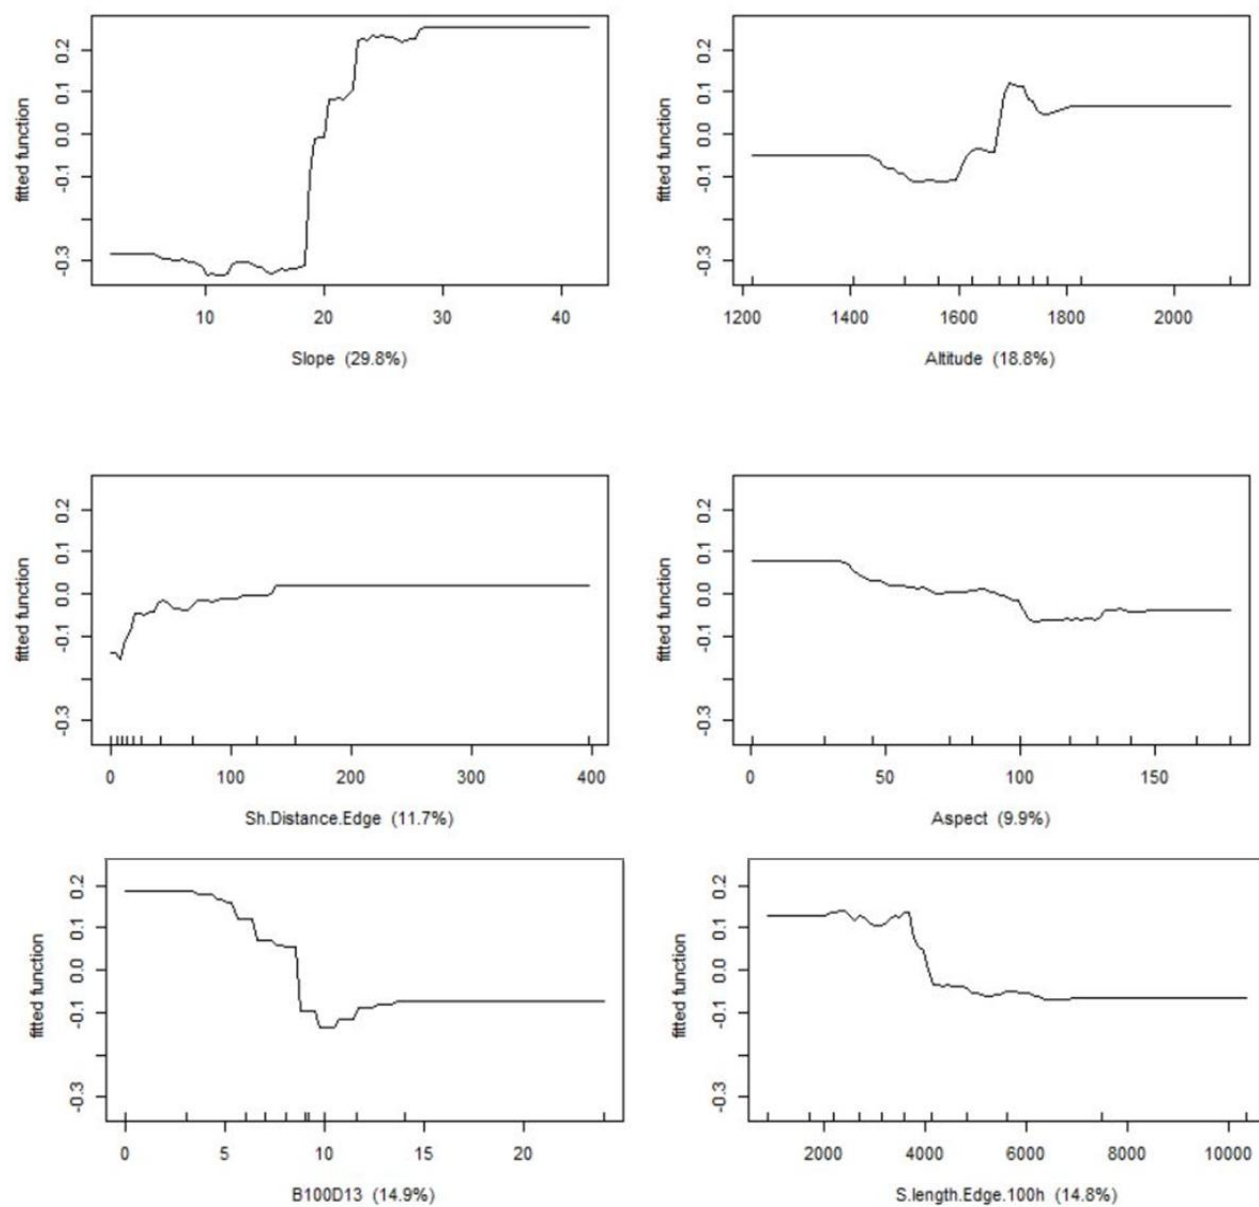 fitted function
0.2
0.1
0.0
-0.1
-0.3
10 20 30 40
Slope (29.8%)
fitted function
0.2
0.1
0.0
-0.1
-0.3
1200 1400 1600 1800 2000
Altitude (18.8%)
fitted function
0.2
0.1
0.0
-0.1
-0.3
0 100 200 300 400
Sh.Distance.Edge (11.7%)
fitted function
0.2
0.1
0.0
-0.1
-0.3
0 50 100 150
Aspect (9.9%)
fitted function
0.2
0.1
0.0
-0.1
-0.3
0 5 10 15 20
B100D13 (14.9%)
fitted function
0.2
0.1
0.0
-0.1
-0.3
2000 4000 6000 8000 10000
S.length.Edge.100h (14.8%)